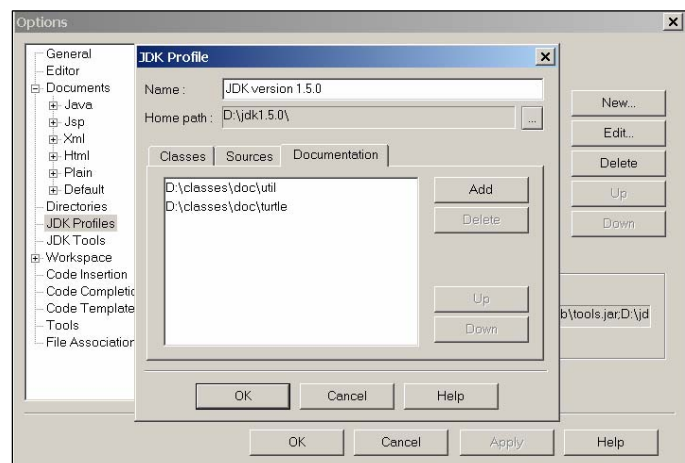 Options
General
Editor
Documents
Java
Jsp
Xml
Html
Plain
Default
Directories
JDK Profiles
JDK Tools
Workspace
Code Insertion
Code Completic
Code Template
Tools
File Association
JDK Profile
Name :
JDK version 1.5.0
Home path :
D:\jdk1.5.0\
...
Classes
Sources
Documentation
D:\classes\doc\util
D:\classes\doc\turtle
Add
Delete
Up
Down
OK
Cancel
Help
New...
Edit...
Delete
Up
Down
b\tools.jar;D:\jd
OK
Cancel
Apply
Help